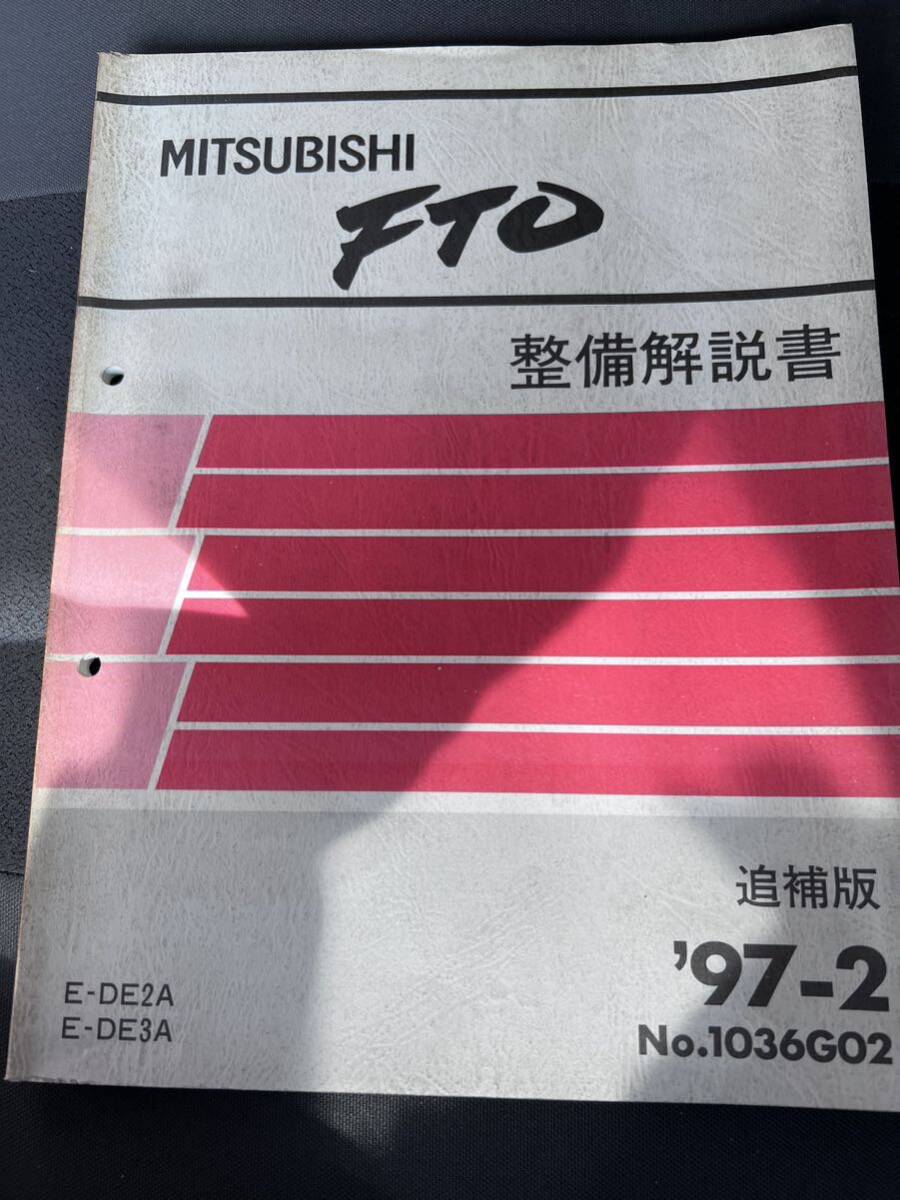 MITSUBISHI
FTO
整備解説書
追補版
'97-2
No.1036G02
E-DE2A
E-DE3A